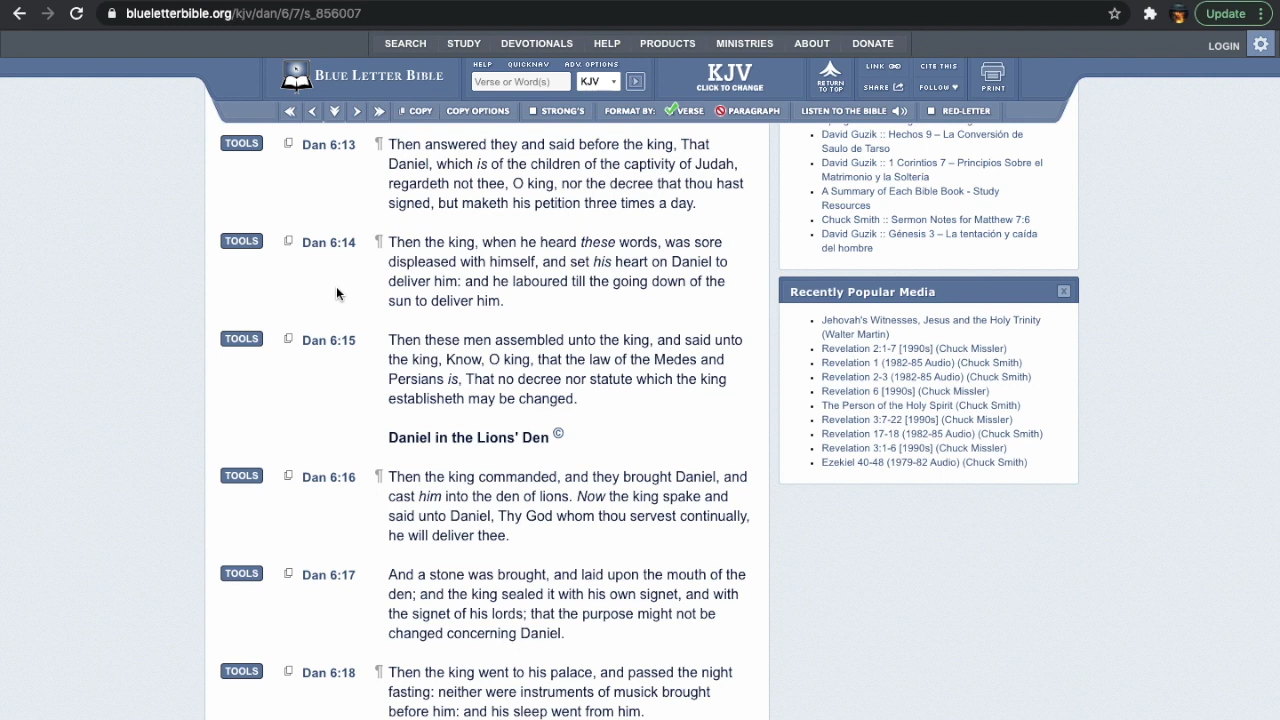 blueletterbible.org/kjv/dan/6/7/s_856007
Update
SEARCH STUDY DEVOTIONALS HELP PRODUCTS MINISTRIES ABOUT DONATE
LOGIN
BLUE LETTER BIBLE
HELP QUICKNAV ADV. OPTIONS
Verse or Word(s)
KJV
KJV
CLICK TO CHANGE
RETURN
TO TOP
LINK
CITE THIS
SHARE
FOLLOW
PRINT
COPY COPY OPTIONS STRONG'S FORMAT BY: VERSE PARAGRAPH LISTEN TO THE BIBLE RED-LETTER
TOOLS Dan 6:13 ¶ Then answered they and said before the king, That
Daniel, which is of the children of the captivity of Judah,
regardeth not thee, O king, nor the decree that thou hast
signed, but maketh his petition three times a day.
TOOLS Dan 6:14 ¶ Then the king, when he heard these words, was sore
displeased with himself, and set his heart on Daniel to
deliver him: and he laboured till the going down of the
sun to deliver him.
TOOLS Dan 6:15 Then these men assembled unto the king, and said unto
the king, Know, O king, that the law of the Medes and
Persians is, That no decree nor statute which the king
establisheth may be changed.
Daniel in the Lions' Den ©
TOOLS Dan 6:16 ¶ Then the king commanded, and they brought Daniel, and
cast him into the den of lions. Now the king spake and
said unto Daniel, Thy God whom thou servest continually,
he will deliver thee.
TOOLS Dan 6:17 And a stone was brought, and laid upon the mouth of the
den; and the king sealed it with his own signet, and with
the signet of his lords; that the purpose might not be
changed concerning Daniel.
TOOLS Dan 6:18 ¶ Then the king went to his palace, and passed the night
fasting: neither were instruments of musick brought
before him: and his sleep went from him.
David Guzik :: Hechos 9 – La Conversión de
Saulo de Tarso
David Guzik :: 1 Corintios 7 – Principios Sobre el
Matrimonio y la Soltería
A Summary of Each Bible Book - Study
Resources
Chuck Smith :: Sermon Notes for Matthew 7:6
David Guzik :: Génesis 3 – La tentación y caída
del hombre
Recently Popular Media
Jehovah's Witnesses, Jesus and the Holy Trinity
(Walter Martin)
Revelation 2:1-7 [1990s] (Chuck Missler)
Revelation 1 (1982-85 Audio) (Chuck Smith)
Revelation 2-3 (1982-85 Audio) (Chuck Smith)
Revelation 6 [1990s] (Chuck Missler)
The Person of the Holy Spirit (Chuck Smith)
Revelation 3:7-22 [1990s] (Chuck Missler)
Revelation 17-18 (1982-85 Audio) (Chuck Smith)
Revelation 3:1-6 [1990s] (Chuck Missler)
Ezekiel 40-48 (1979-82 Audio) (Chuck Smith)